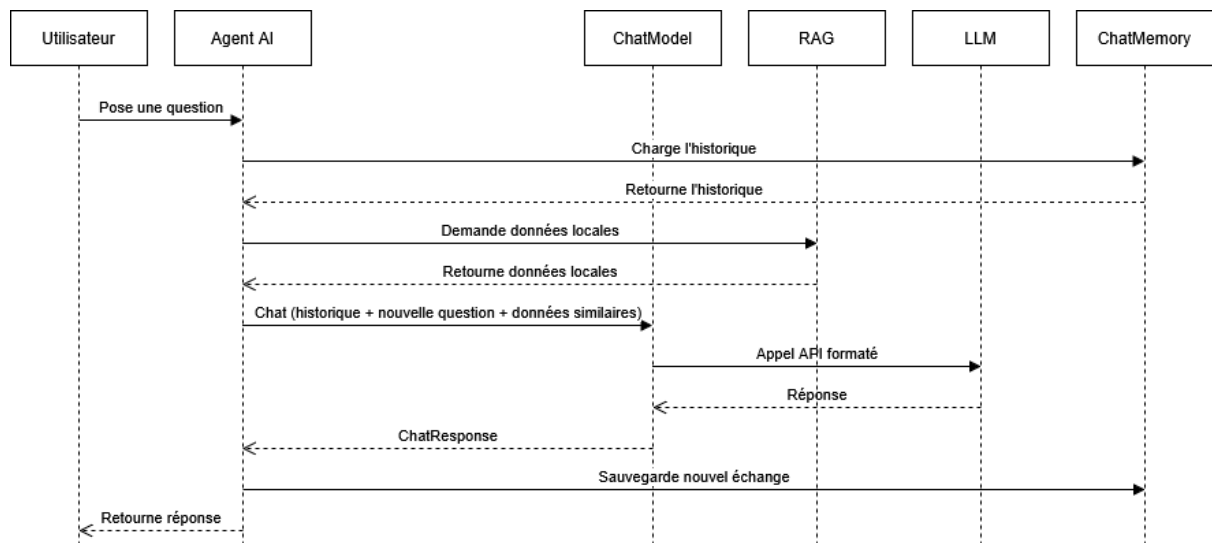 Utilisateur
Agent AI
ChatModel
RAG
LLM
ChatMemory
Pose une question
Charge l'historique
Retourne l'historique
Demande données locales
Retourne données locales
Chat (historique + nouvelle question + données similaires)
Appel API formaté
Réponse
ChatResponse
Sauvegarde nouvel échange
Retourne réponse